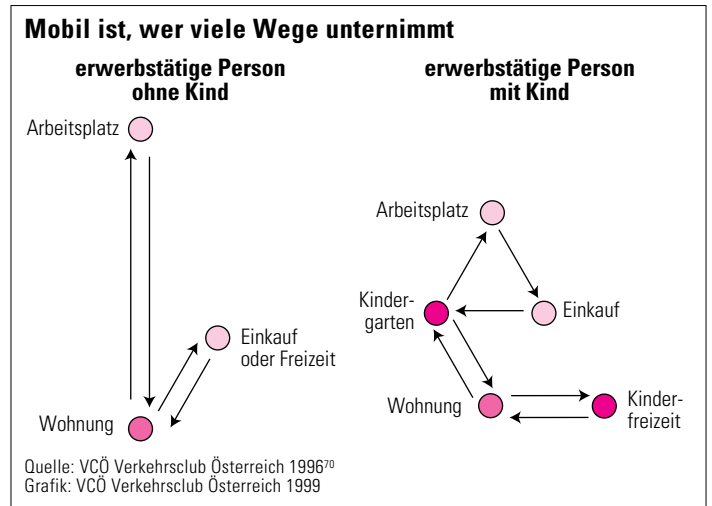 Mobil ist, wer viele Wege unternimmt
erwerbstätige Person
ohne Kind
Arbeitsplatz
Einkauf
oder Freizeit
Wohnung
erwerbstätige Person
mit Kind
Arbeitsplatz
Kinder-
garten
Einkauf
Wohnung
Kinder-
freizeit
Quelle: VCÖ Verkehrsclub Österreich 1996⁷⁰
Grafik: VCÖ Verkehrsclub Österreich 1999